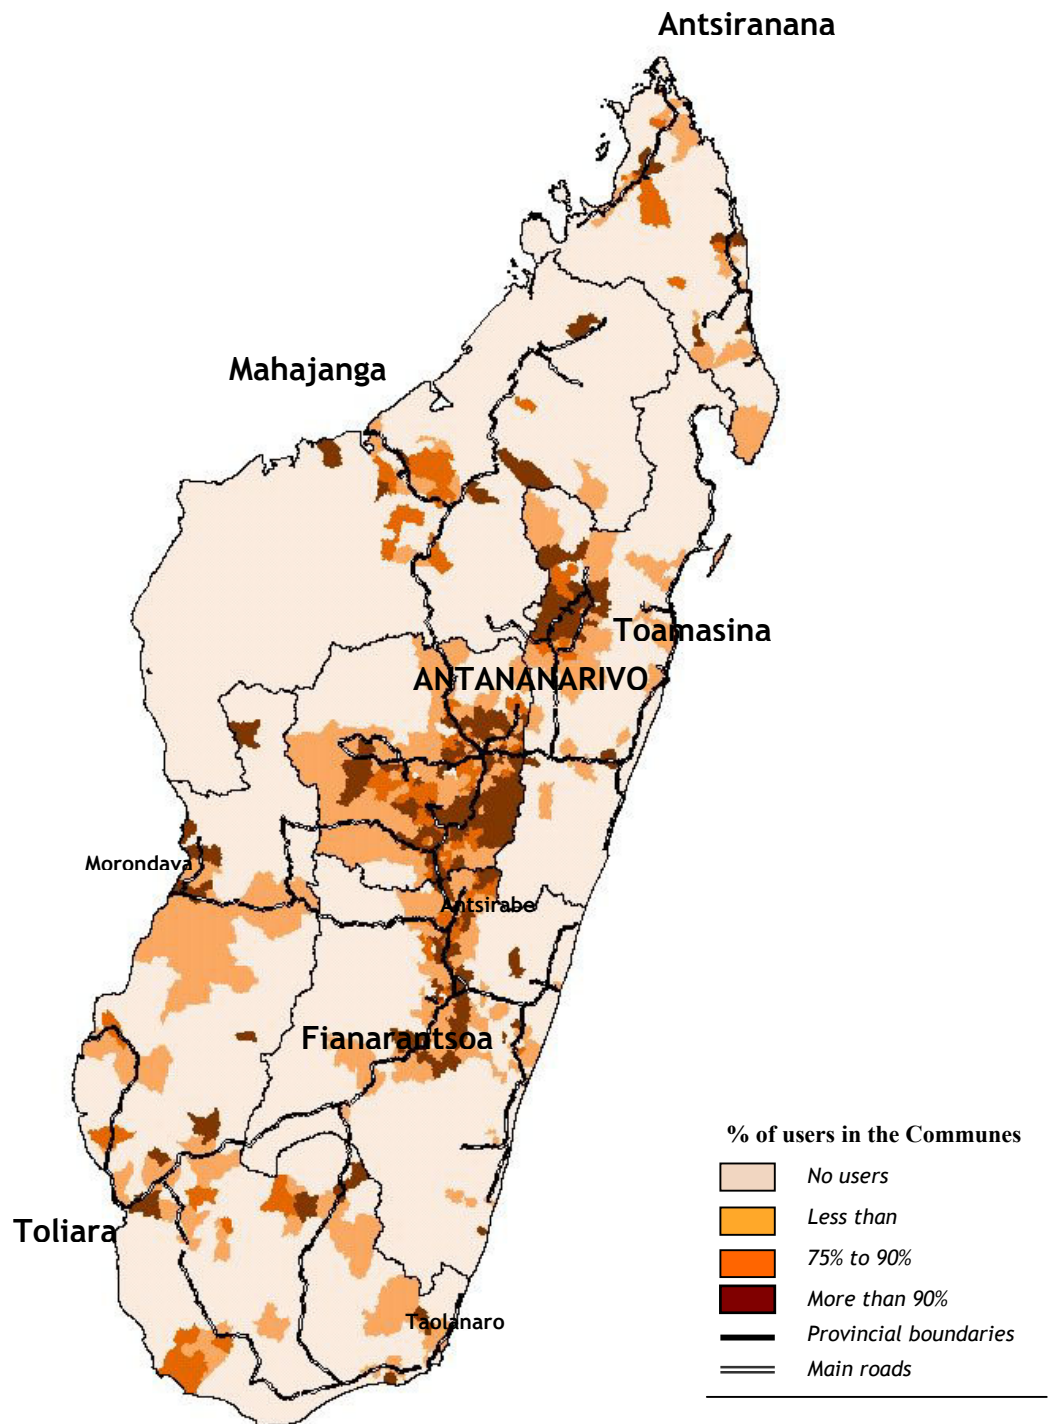 Antsiranana
Mahajanga
Toamasina
ANTANANARIVO
Morondava
Antsirabe
Fianarantsoa
% of users in the Communes
No users
Less than
75% to 90%
More than 90%
Provincial boundaries
Main roads
Toliara
Taolanaro